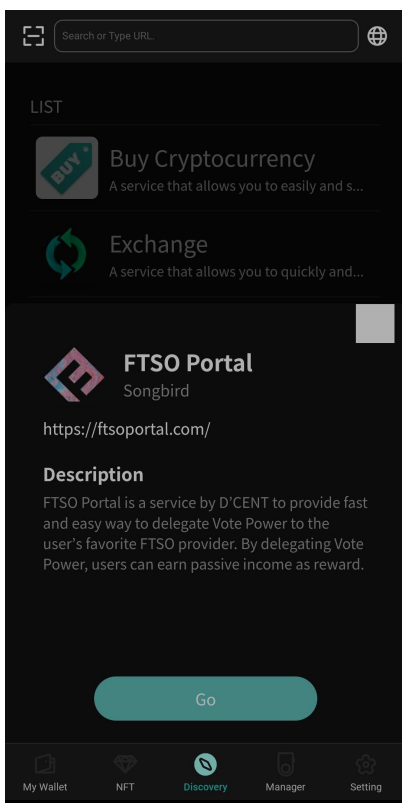 Search or Type URL.
LIST
BUY
Buy Cryptocurrency
A service that allows you to easily and s...
Exchange
A service that allows you to quickly and...
FTSO Portal
Songbird
https://ftsoportal.com/
Description
FTSO Portal is a service by D'CENT to provide fast
and easy way to delegate Vote Power to the
user's favorite FTSO provider. By delegating Vote
Power, users can earn passive income as reward.
Go
My Wallet NFT Discovery Manager Setting